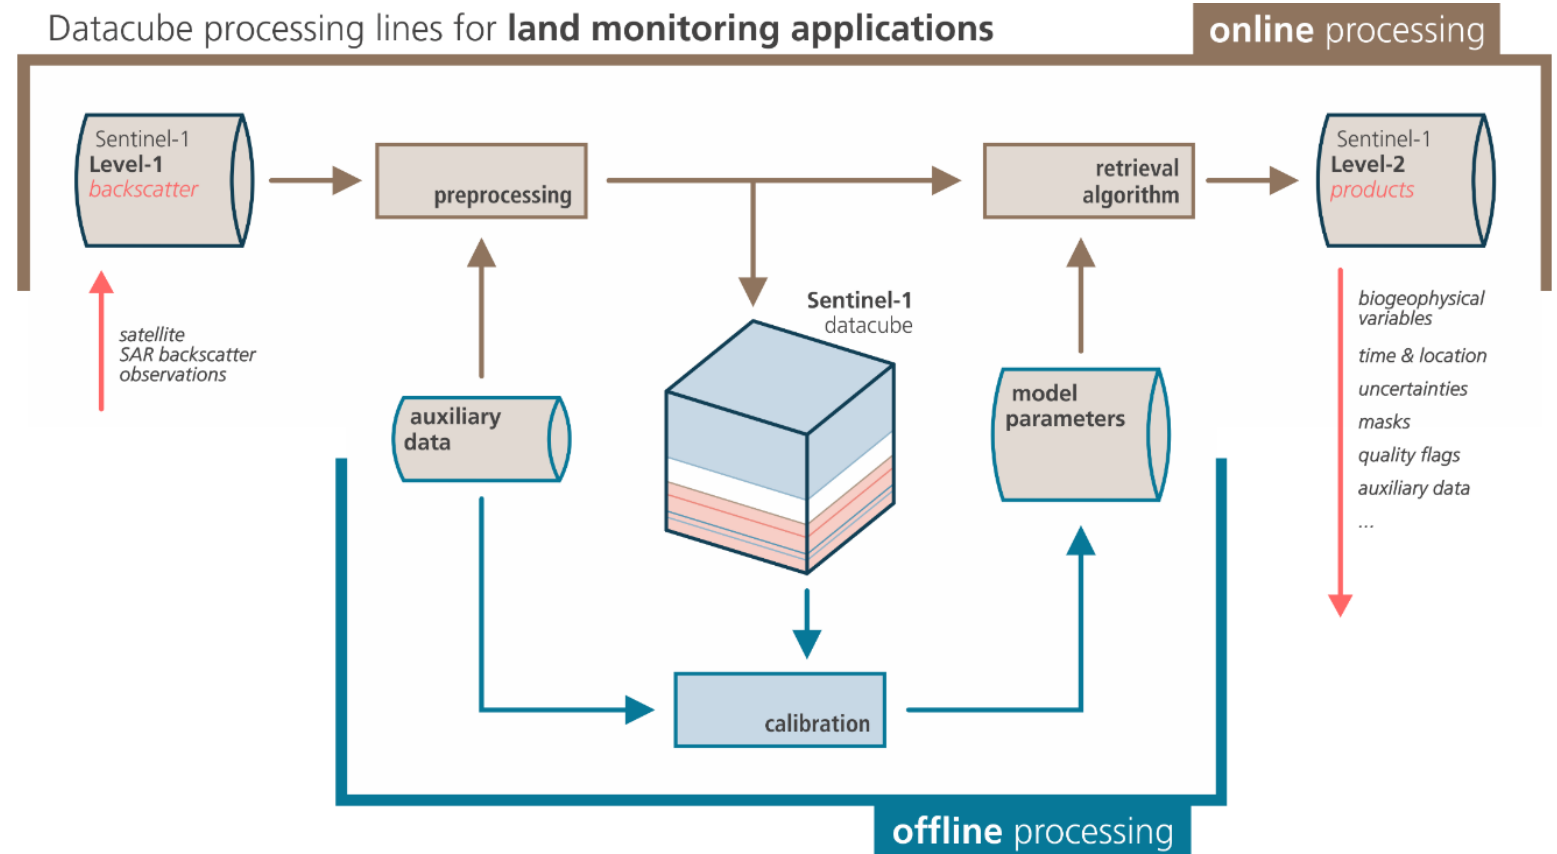 Datacube processing lines for land monitoring applications
online processing
Sentinel-1
Level-1
backscatter
preprocessing
retrieval
algorithm
Sentinel-1
Level-2
products
satellite
SAR backscatter
observations
auxiliary
data
Sentinel-1
datacube
model
parameters
biogeophysical
variables
time & location
uncertainties
masks
quality flags
auxiliary data
...
calibration
offline processing